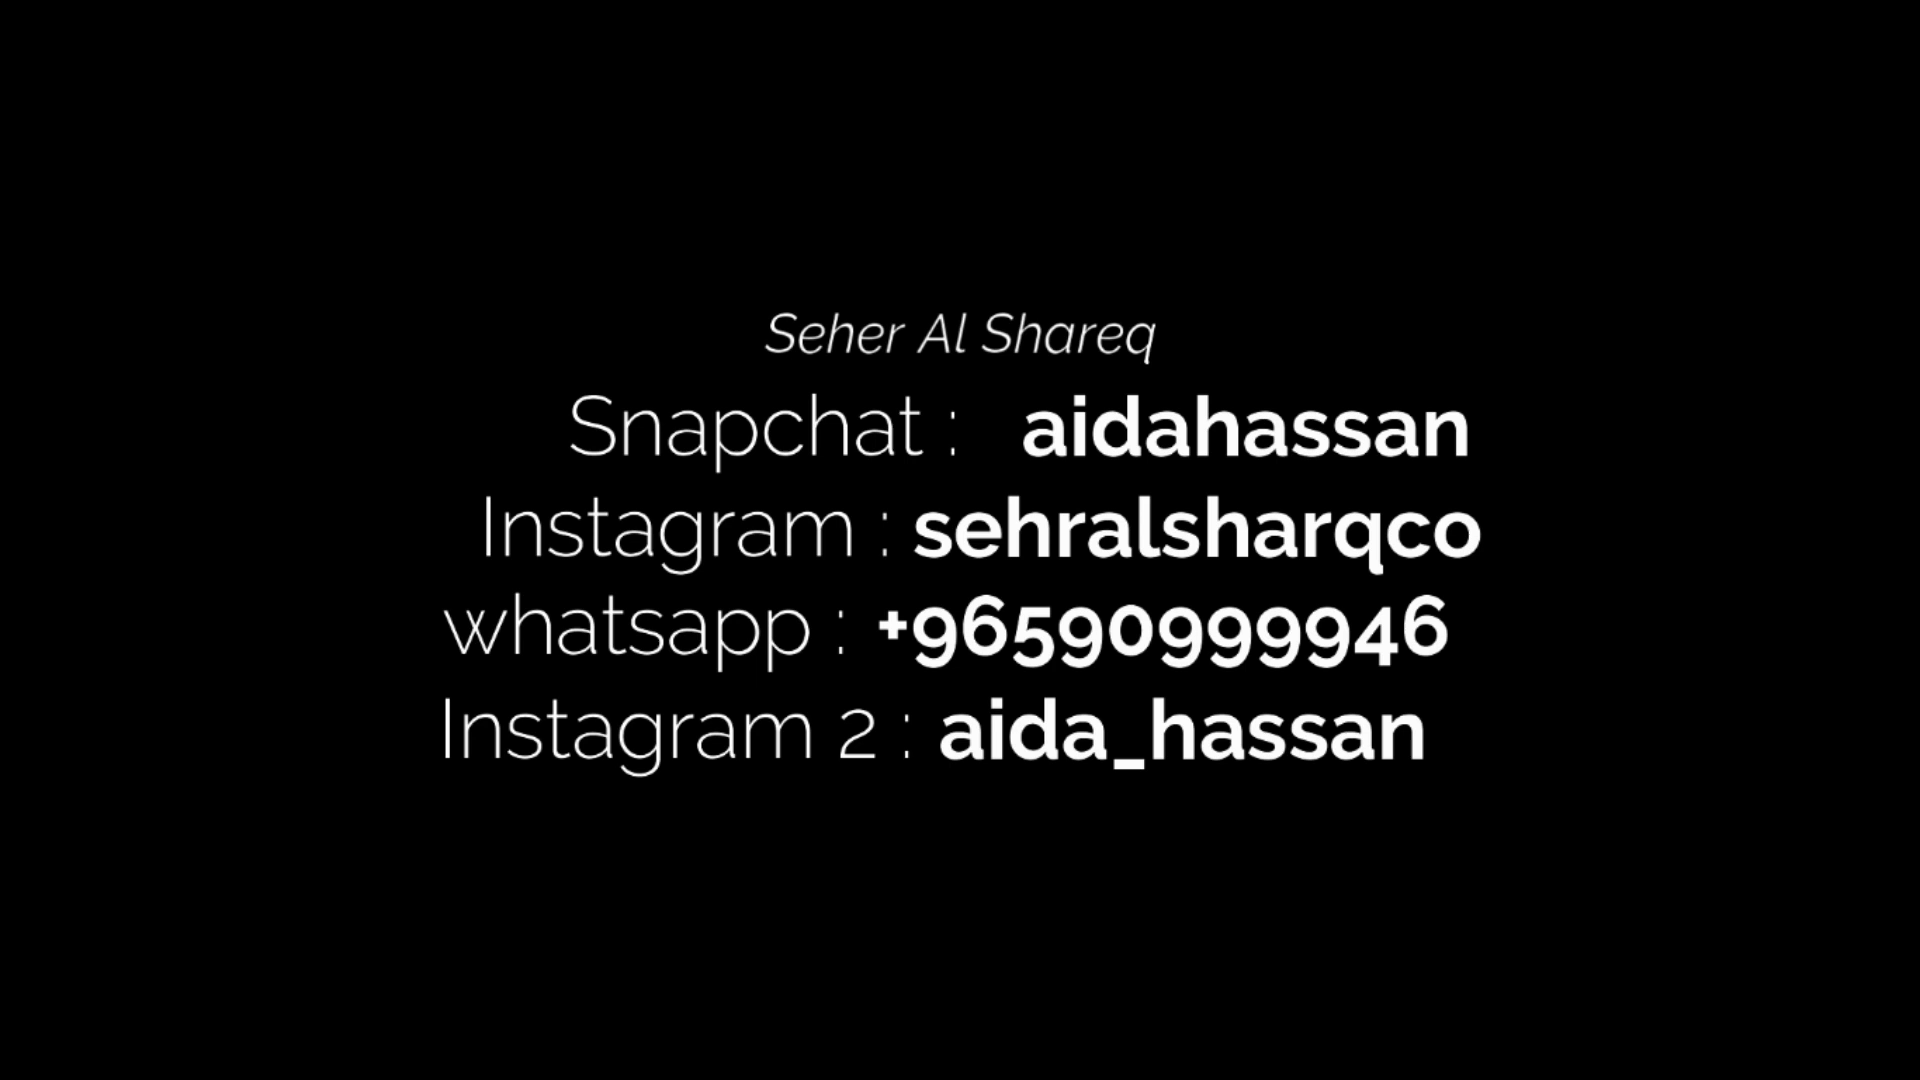 Seher Al Shareq
Snapchat : aidahassan
Instagram : sehralsharqco
whatsapp : +96590999946
Instagram 2 : aida_hassan